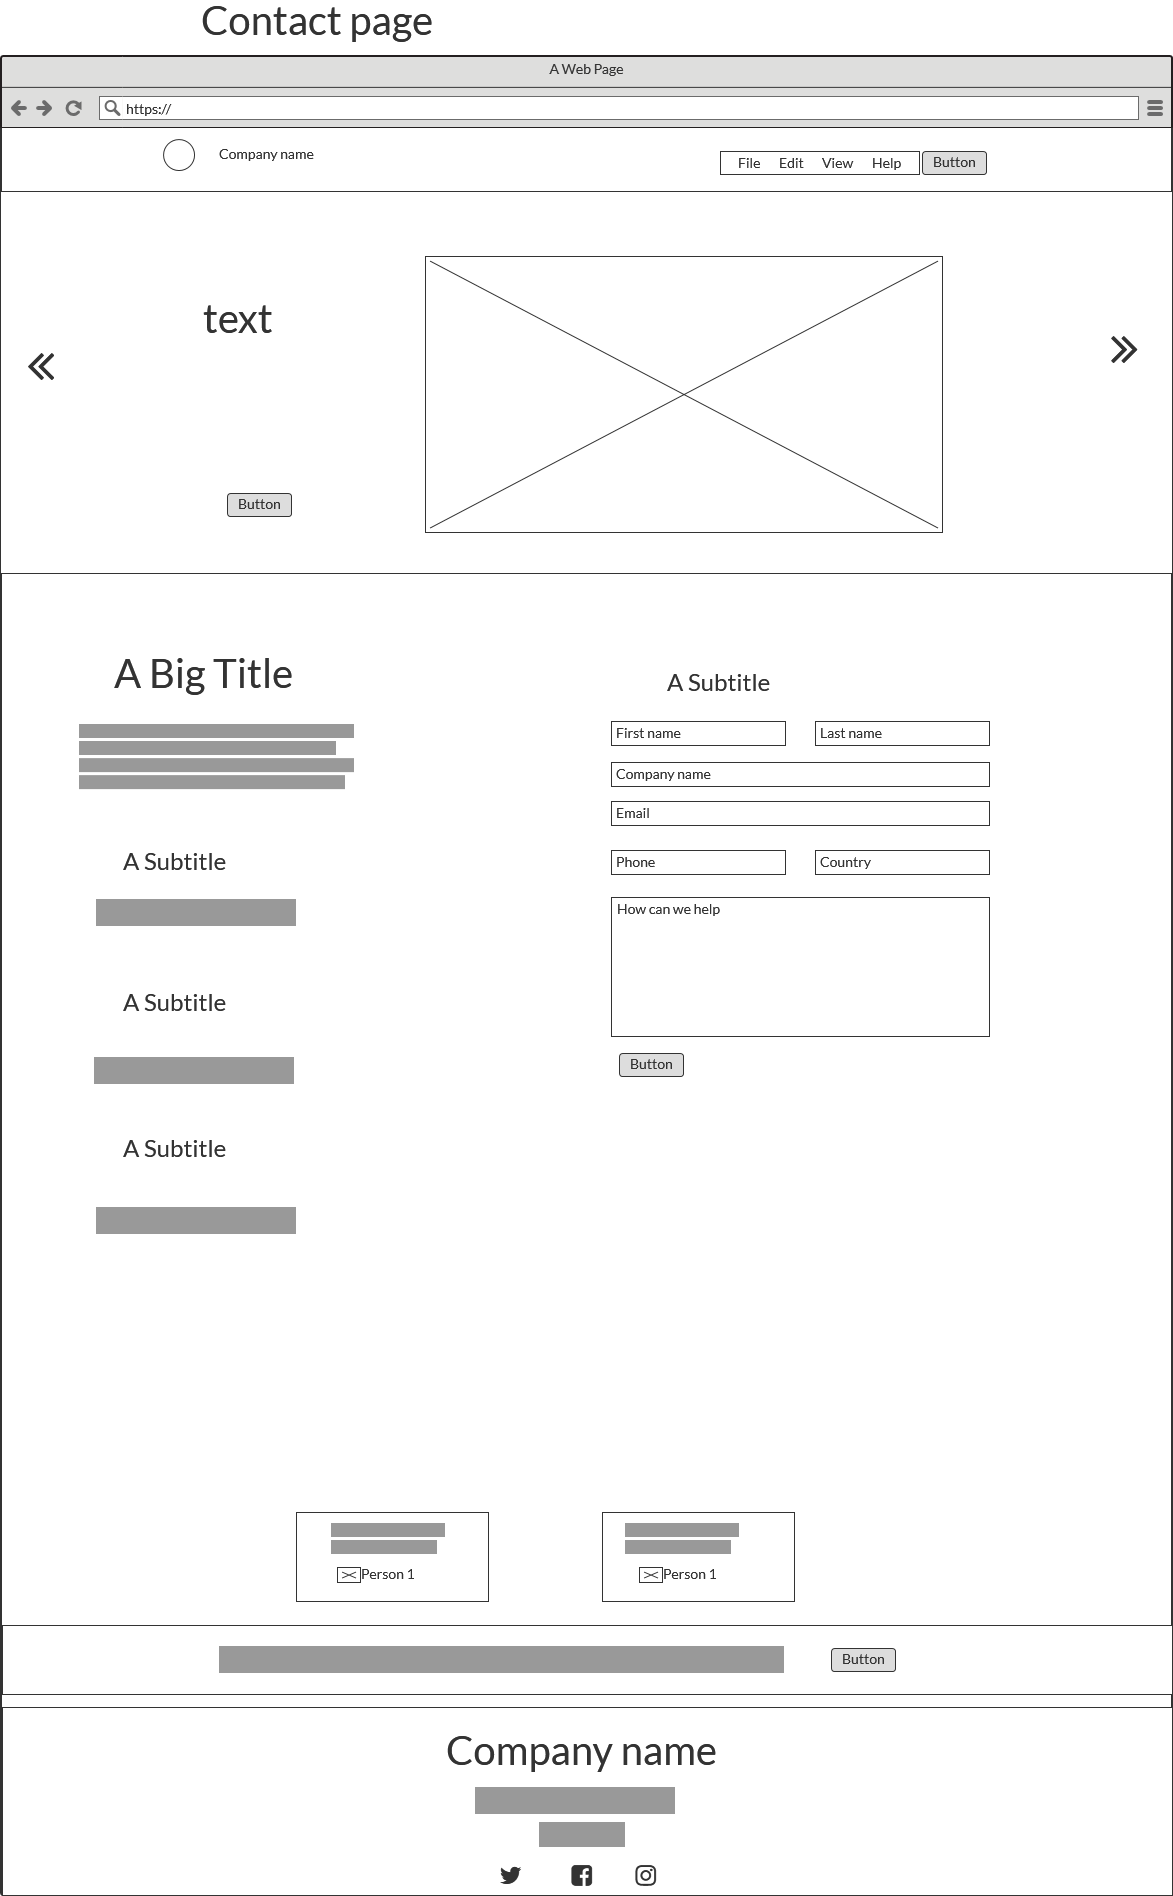 Contact page
A Web Page
https://
Company name
File Edit View Help Button
text
Button
A Big Title
A Subtitle
A Subtitle
A Subtitle
A Subtitle
First name Last name
Company name
Email
Phone Country
How can we help
Button
Person 1 Person 1
Button
Company name